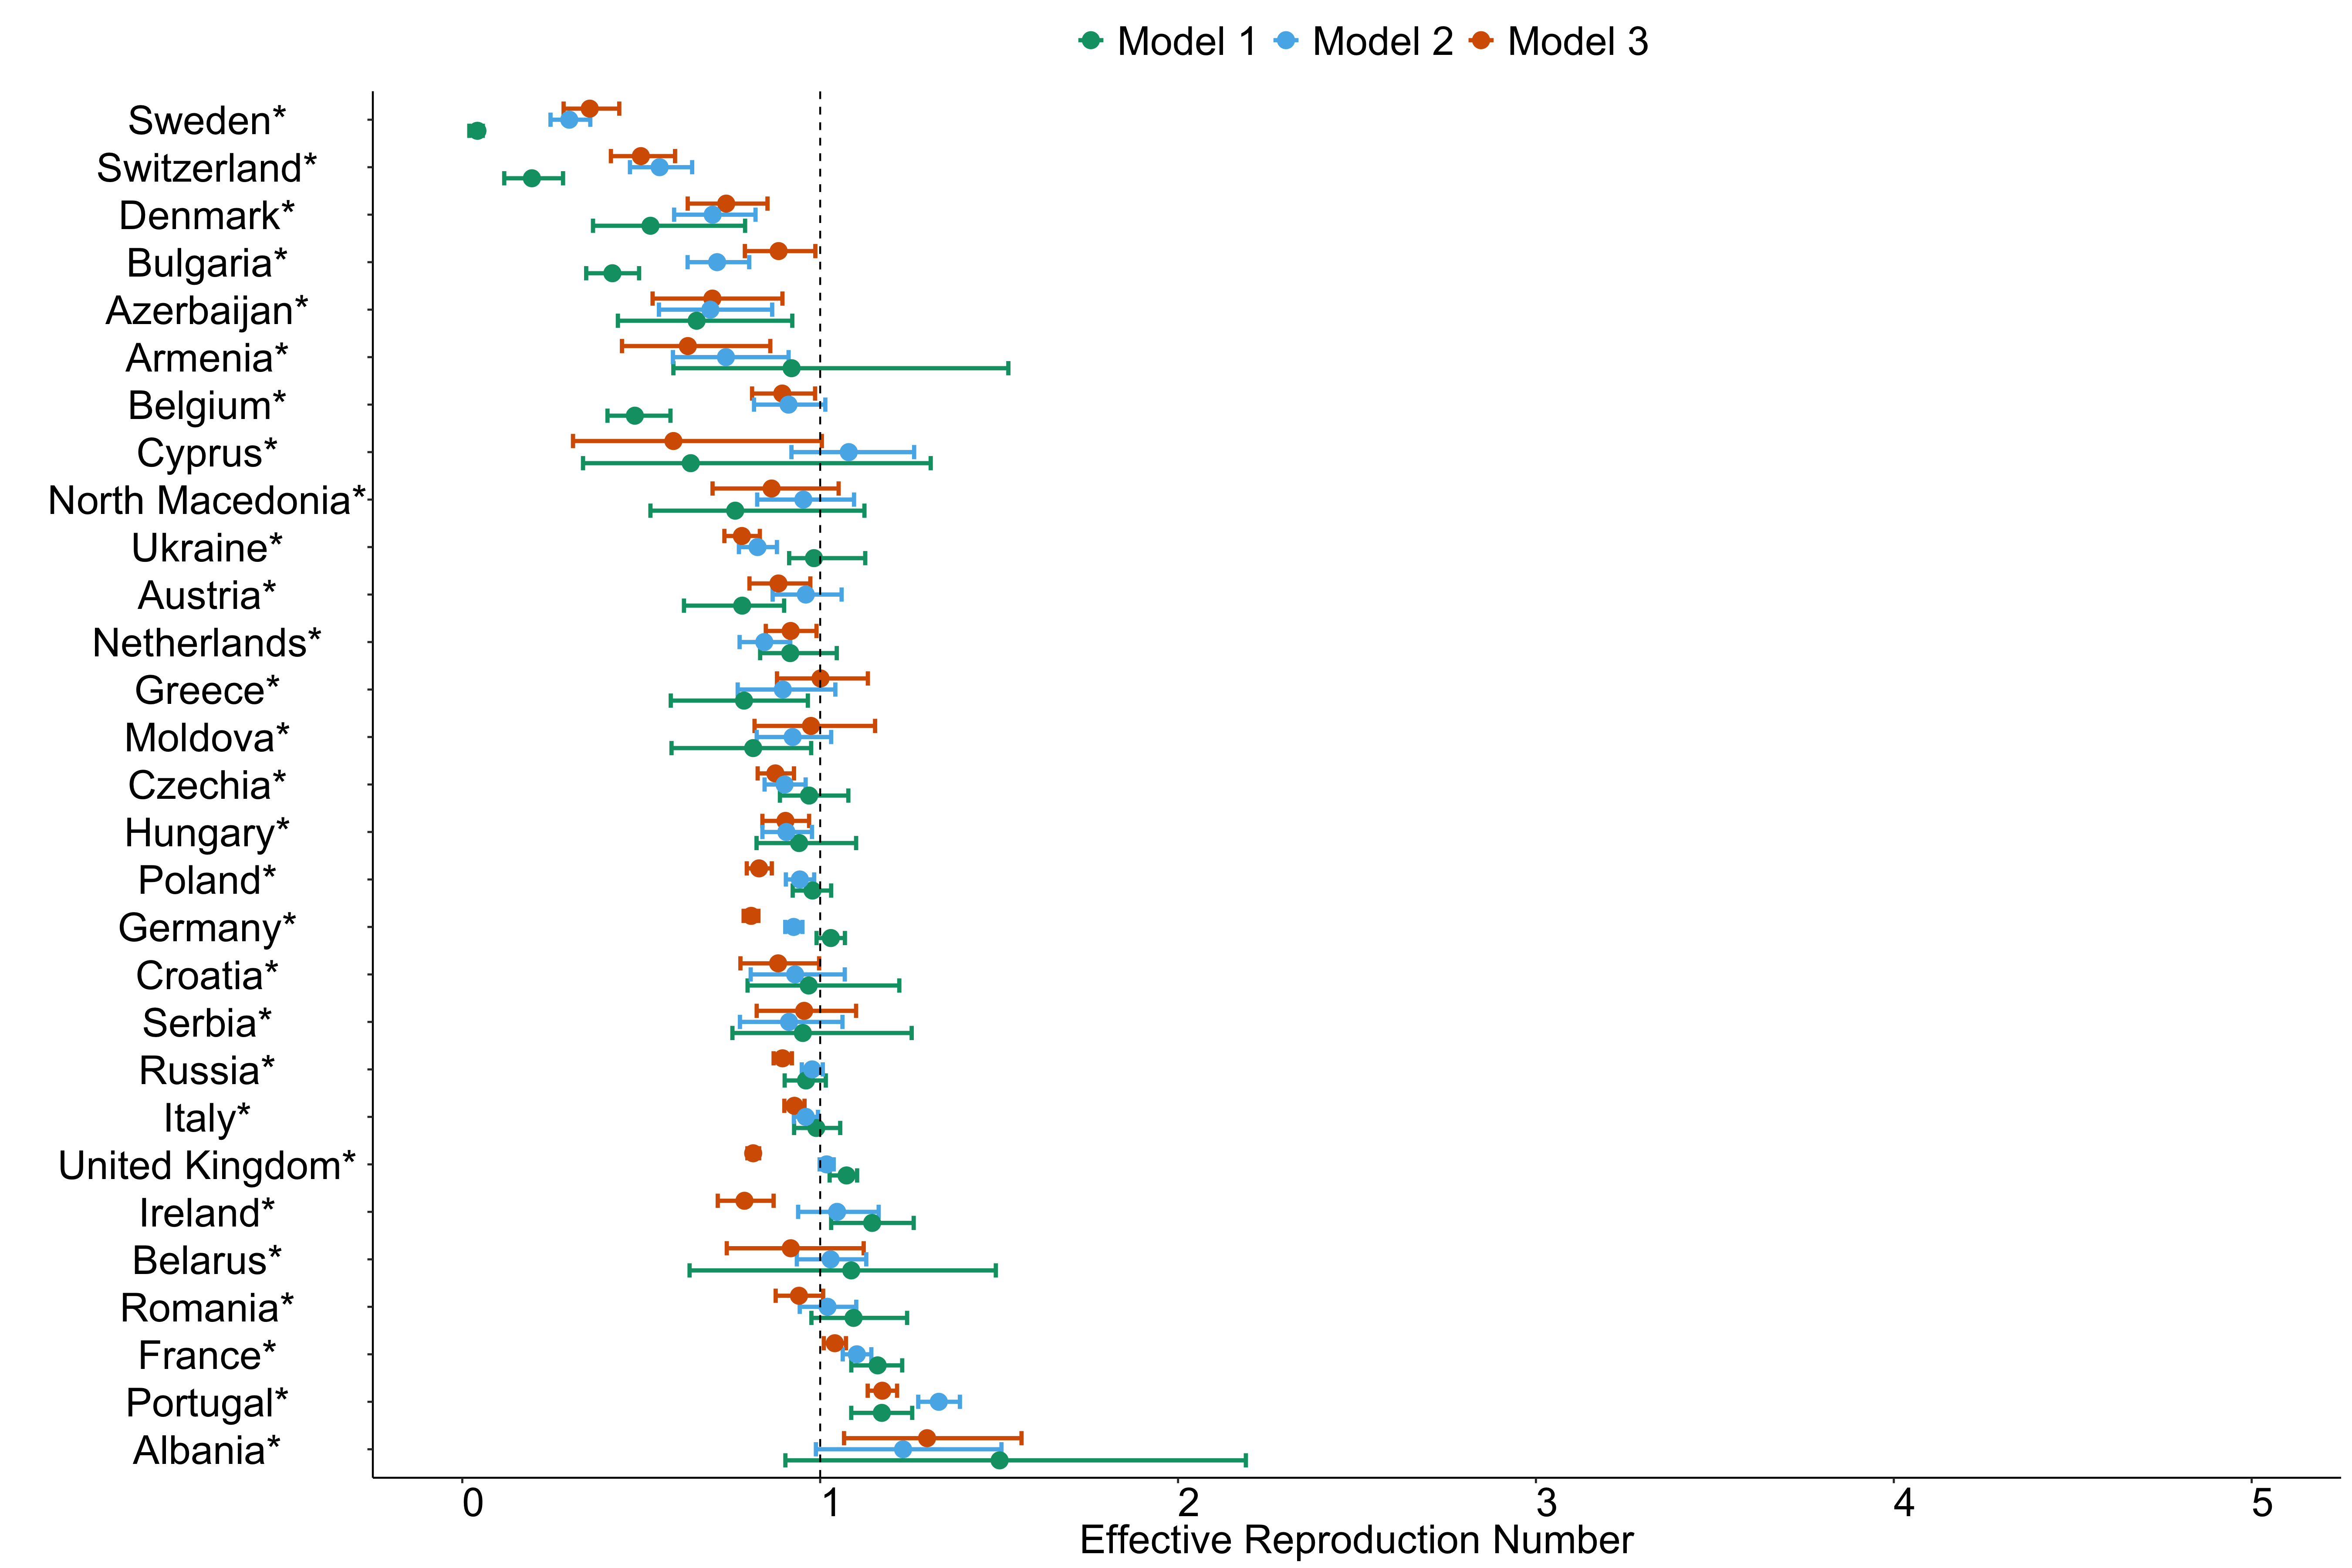 Model 1 Model 2 Model 3
Sweden*
Switzerland*
Denmark*
Bulgaria*
Azerbaijan*
Armenia*
Belgium*
Cyprus*
North Macedonia*
Ukraine*
Austria*
Netherlands*
Greece*
Moldova*
Czechia*
Hungary*
Poland*
Germany*
Croatia*
Serbia*
Russia*
Italy*
United Kingdom*
Ireland*
Belarus*
Romania*
France*
Portugal*
Albania*
0 1 2 3 4 5
Effective Reproduction Number